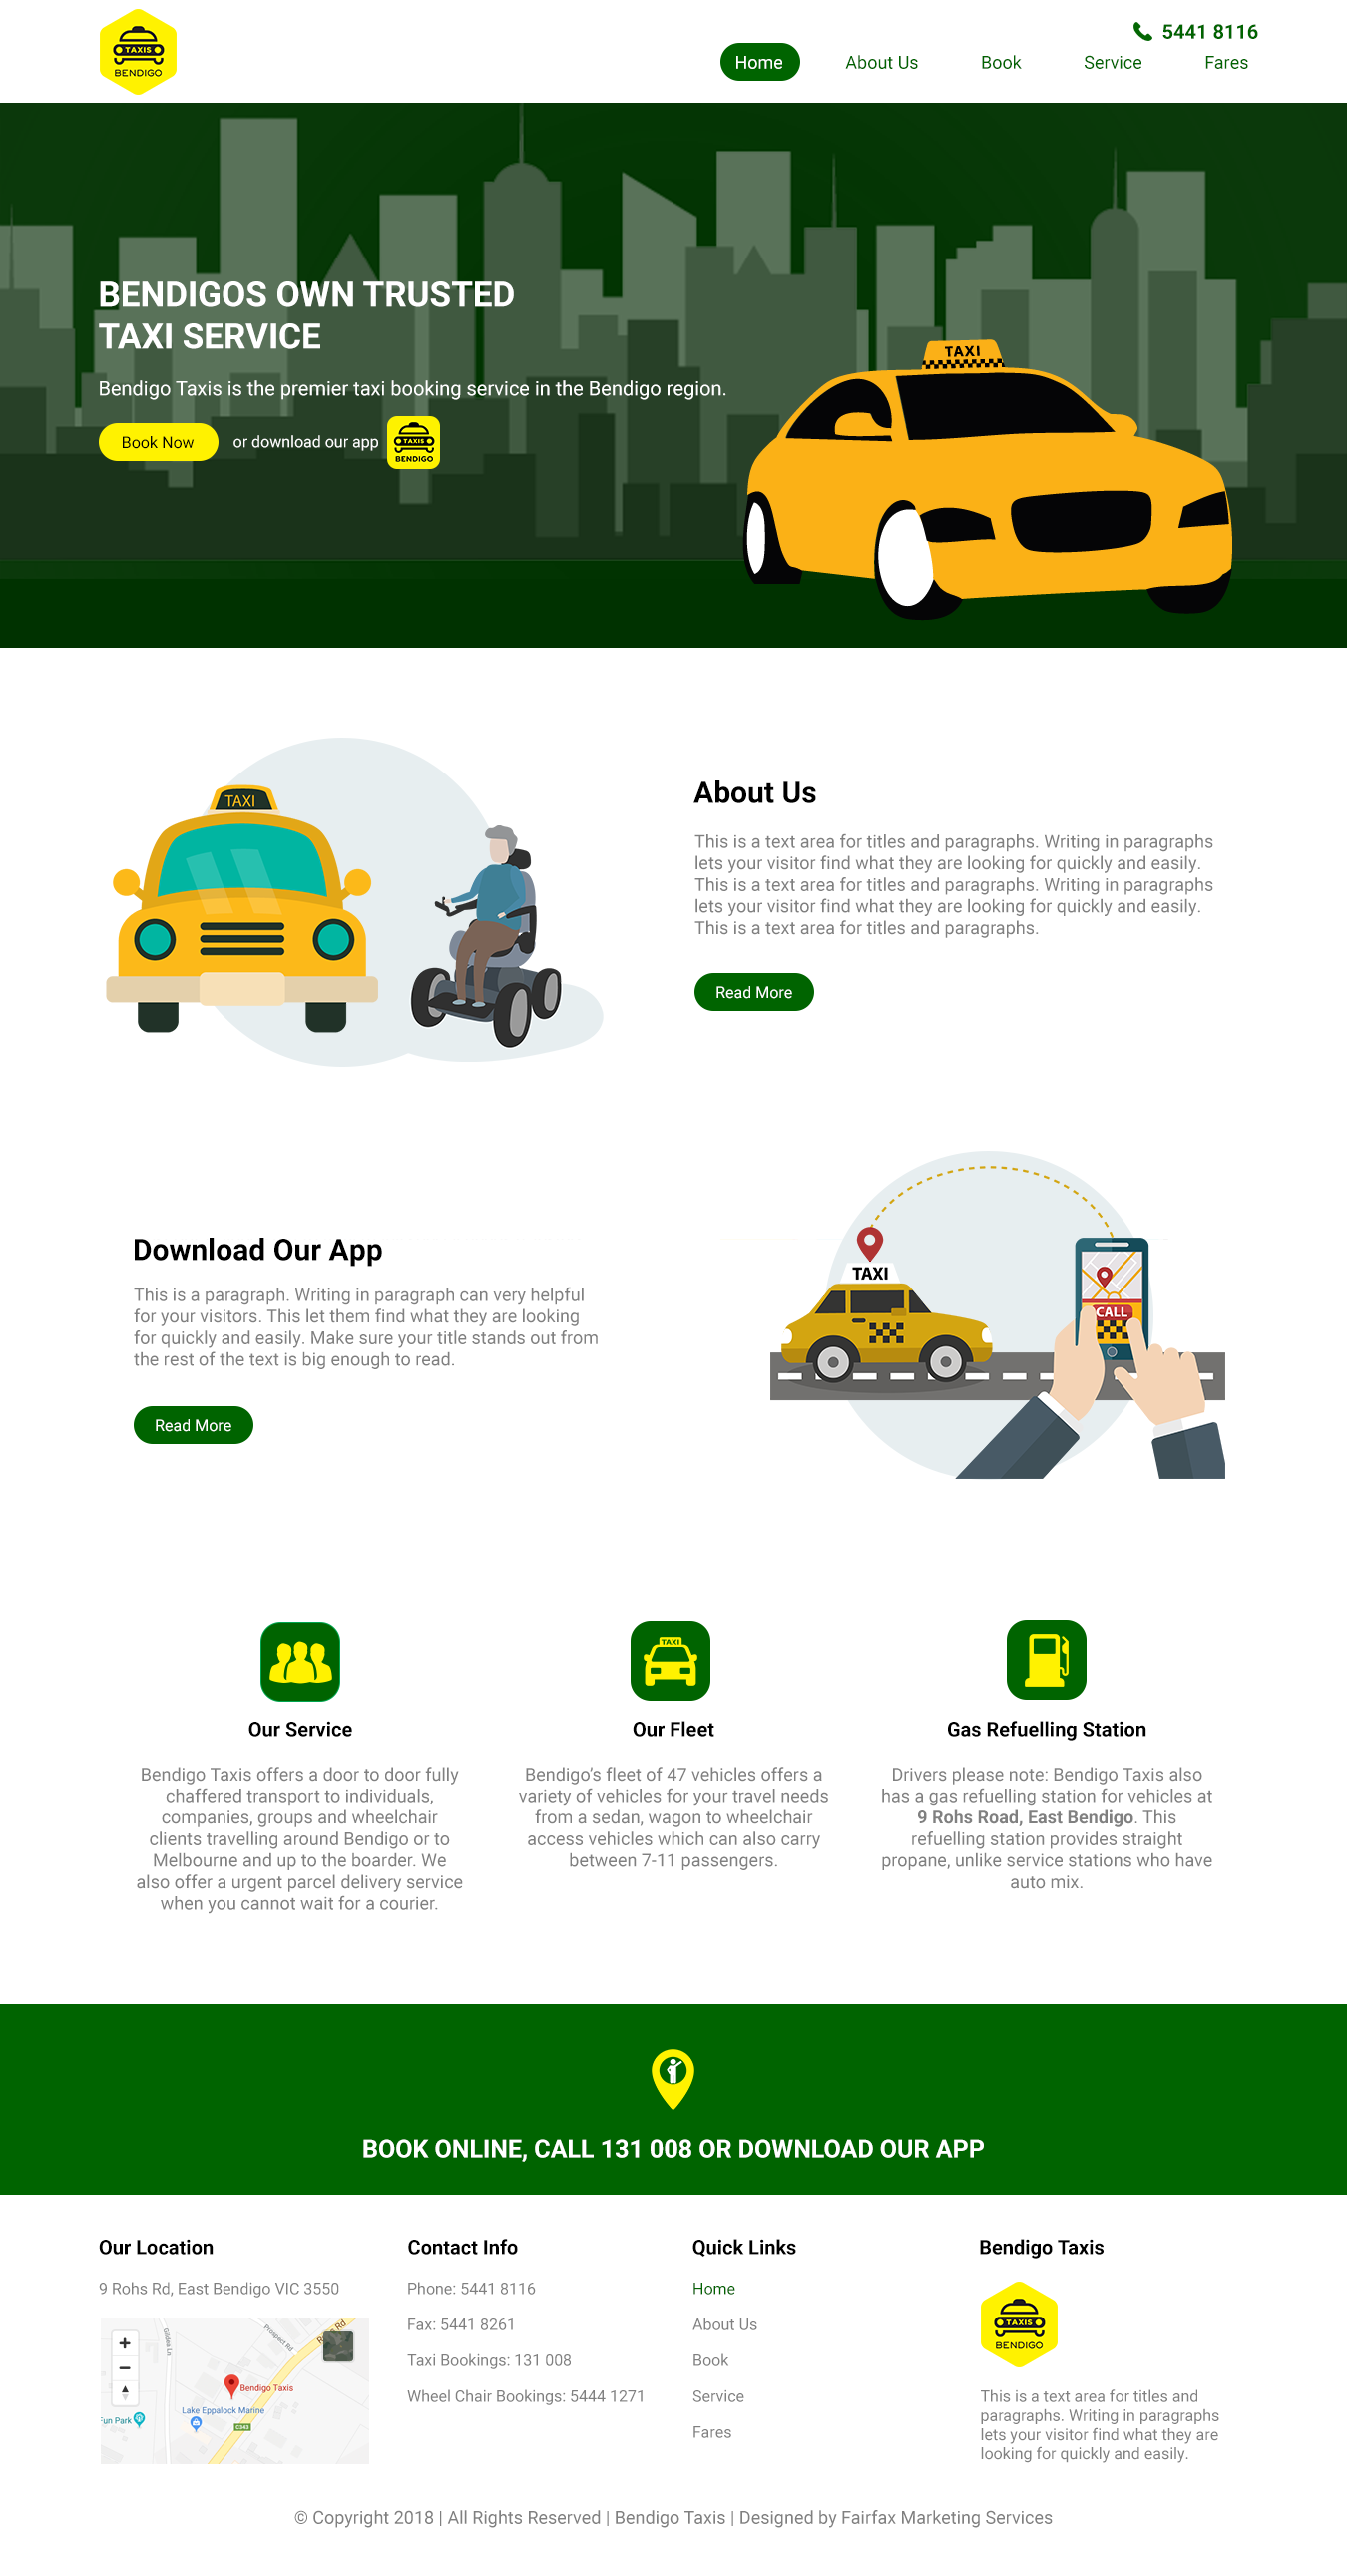 TAXIS
BENDIGO
5441 8116
Home
About Us
Book
Service
Fares
BENDIGOS OWN TRUSTED
TAXI SERVICE
Bendigo Taxis is the premier taxi booking service in the Bendigo region.
Book Now
or download our app
TAXIS
BENDIGO
TAXI
TAXI
About Us
This is a text area for titles and paragraphs. Writing in paragraphs
lets your visitor find what they are looking for quickly and easily.
This is a text area for titles and paragraphs. Writing in paragraphs
lets your visitor find what they are looking for quickly and easily.
This is a text area for titles and paragraphs.
Read More
Download Our App
This is a paragraph. Writing in paragraph can very helpful
for your visitors. This let them find what they are looking
for quickly and easily. Make sure your title stands out from
the rest of the text is big enough to read.
Read More
TAXI
CALL
TAXI
Our Service
Bendigo Taxis offers a door to door fully
chaffered transport to individuals,
companies, groups and wheelchair
clients travelling around Bendigo or to
Melbourne and up to the boarder. We
also offer a urgent parcel delivery service
when you cannot wait for a courier.
Our Fleet
Bendigo's fleet of 47 vehicles offers a
variety of vehicles for your travel needs
from a sedan, wagon to wheelchair
access vehicles which can also carry
between 7-11 passengers.
Gas Refuelling Station
Drivers please note: Bendigo Taxis also
has a gas refuelling station for vehicles at
9 Rohs Road, East Bendigo. This
refuelling station provides straight
propane, unlike service stations who have
auto mix.
BOOK ONLINE, CALL 131 008 OR DOWNLOAD OUR APP
Our Location
9 Rohs Rd, East Bendigo VIC 3550
Gildea Ln
Prospect Rd
Rohs Rd
Bendigo Taxis
Lake Eppalock Marine
Fun Park
C343
Contact Info
Phone: 5441 8116
Fax: 5441 8261
Taxi Bookings: 131 008
Wheel Chair Bookings: 5444 1271
Quick Links
Home
About Us
Book
Service
Fares
Bendigo Taxis
TAXIS
BENDIGO
This is a text area for titles and
paragraphs. Writing in paragraphs
lets your visitor find what they are
looking for quickly and easily.
© Copyright 2018 | All Rights Reserved | Bendigo Taxis | Designed by Fairfax Marketing Services